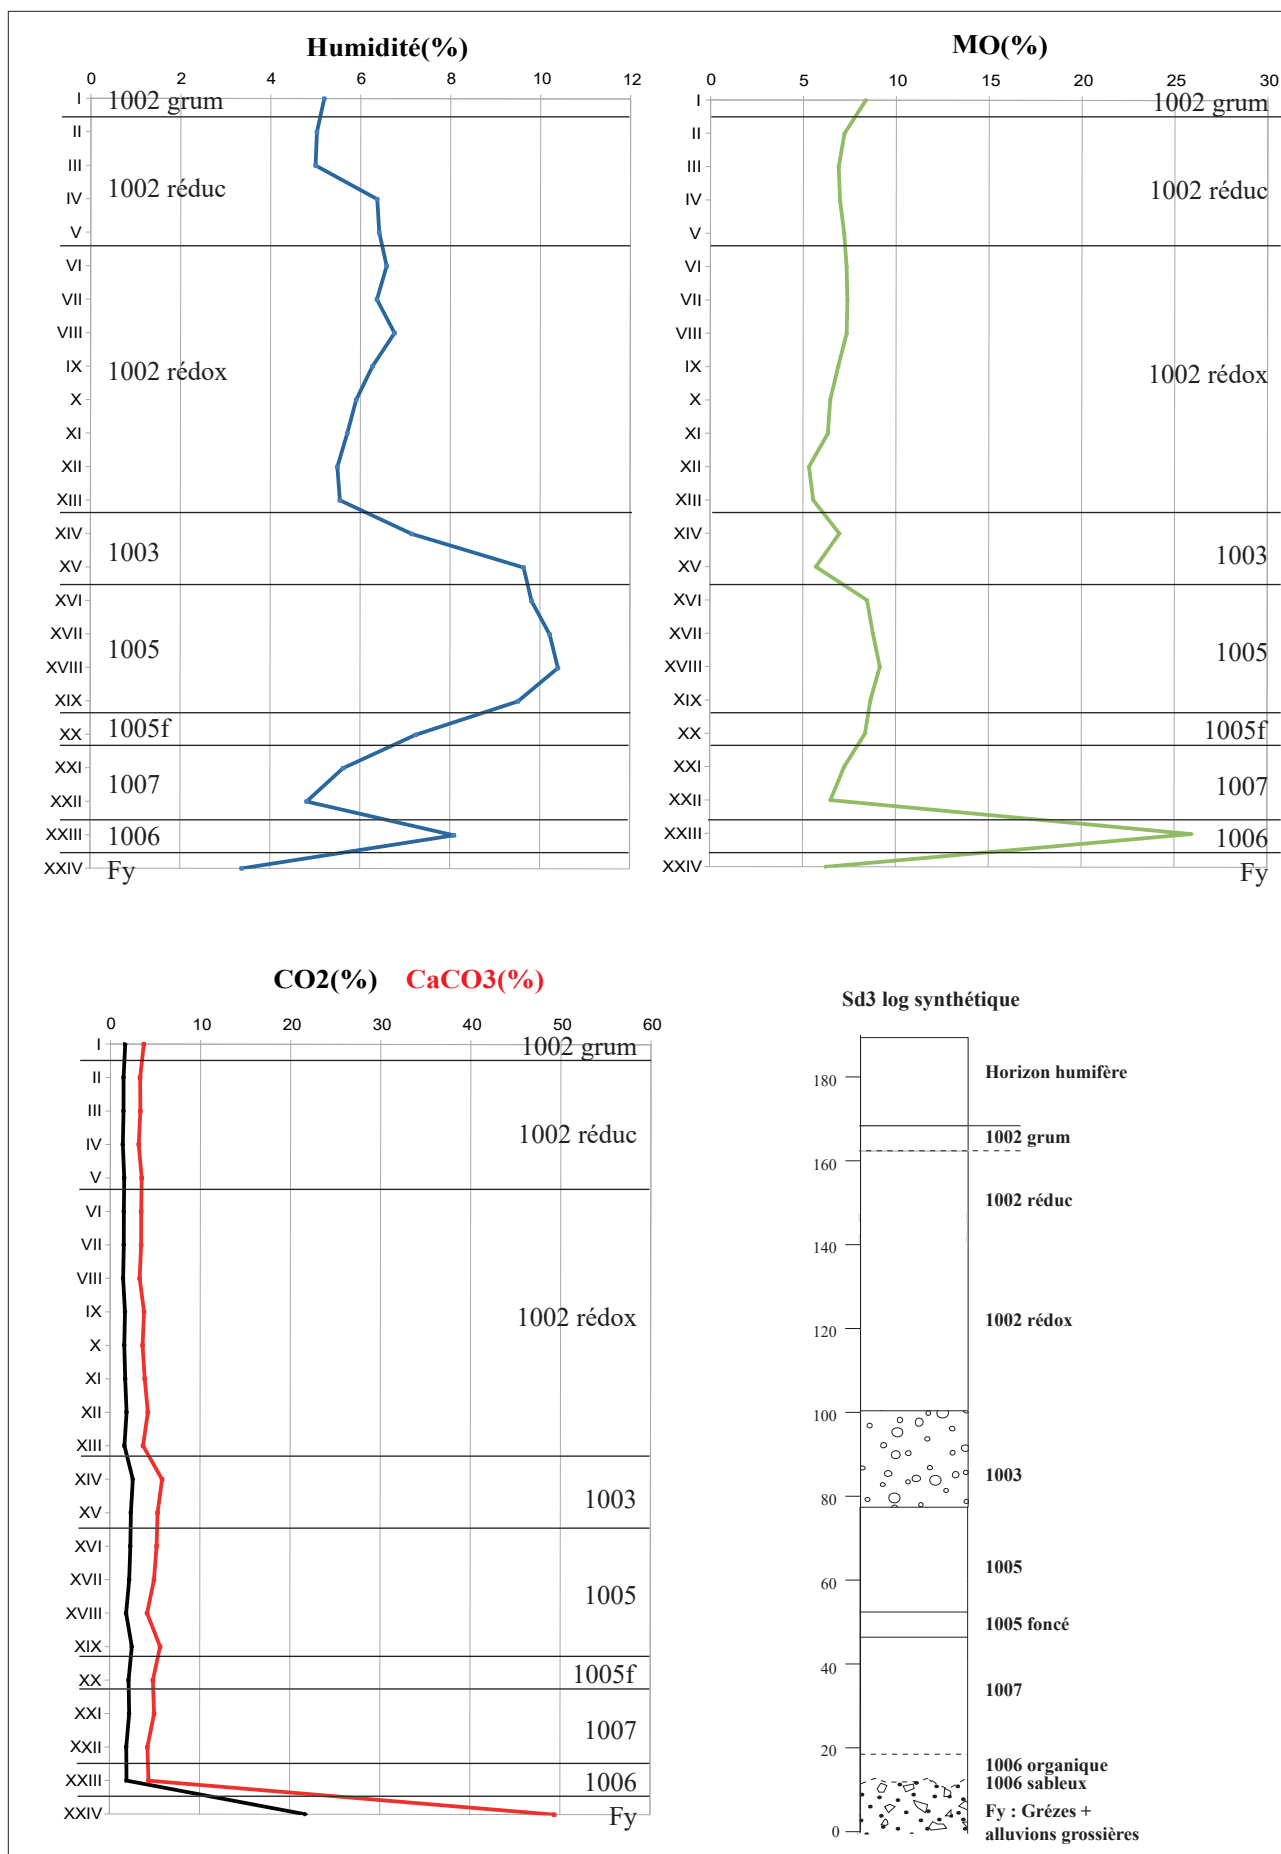 Humidité(%)
0 2 4 6 8 10 12
I 1002 grum
II
III
1002 réduc
IV
V
VI
VII
VIII
IX
1002 rédox
X
XI
XII
XIII
XIV
1003
XV
XVI
XVII
1005
XVIII
XIX
1005f
XX
XXI
1007
XXII
XXIII 1006
XXIV Fy
MO(%)
0 5 10 15 20 25 30
I 1002 grum
II
III
1002 réduc
IV
V
VI
VII
VIII
IX
1002 rédox
X
XI
XII
XIII
XIV
1003
XV
XVI
XVII
1005
XVIII
XIX
1005f
XX
XXI
1007
XXII
XXIII 1006
XXIV Fy
CO2(%) CaCO3(%)
0 10 20 30 40 50 60
I 1002 grum
II
III
1002 réduc
IV
V
VI
VII
VIII
IX
1002 rédox
X
XI
XII
XIII
XIV
1003
XV
XVI
XVII
1005
XVIII
XIX
XX 1005f
XXI
1007
XXII
XXIII 1006
XXIV Fy
Sd3 log synthétique
Horizon humifère
180
1002 grum
160
1002 réduc
140
1002 rédox
120
100
1003
80
1005
60
1005 foncé
40
1007
20
1006 organique
1006 sableux
Fy : Grézes +
0 alluvions grossières